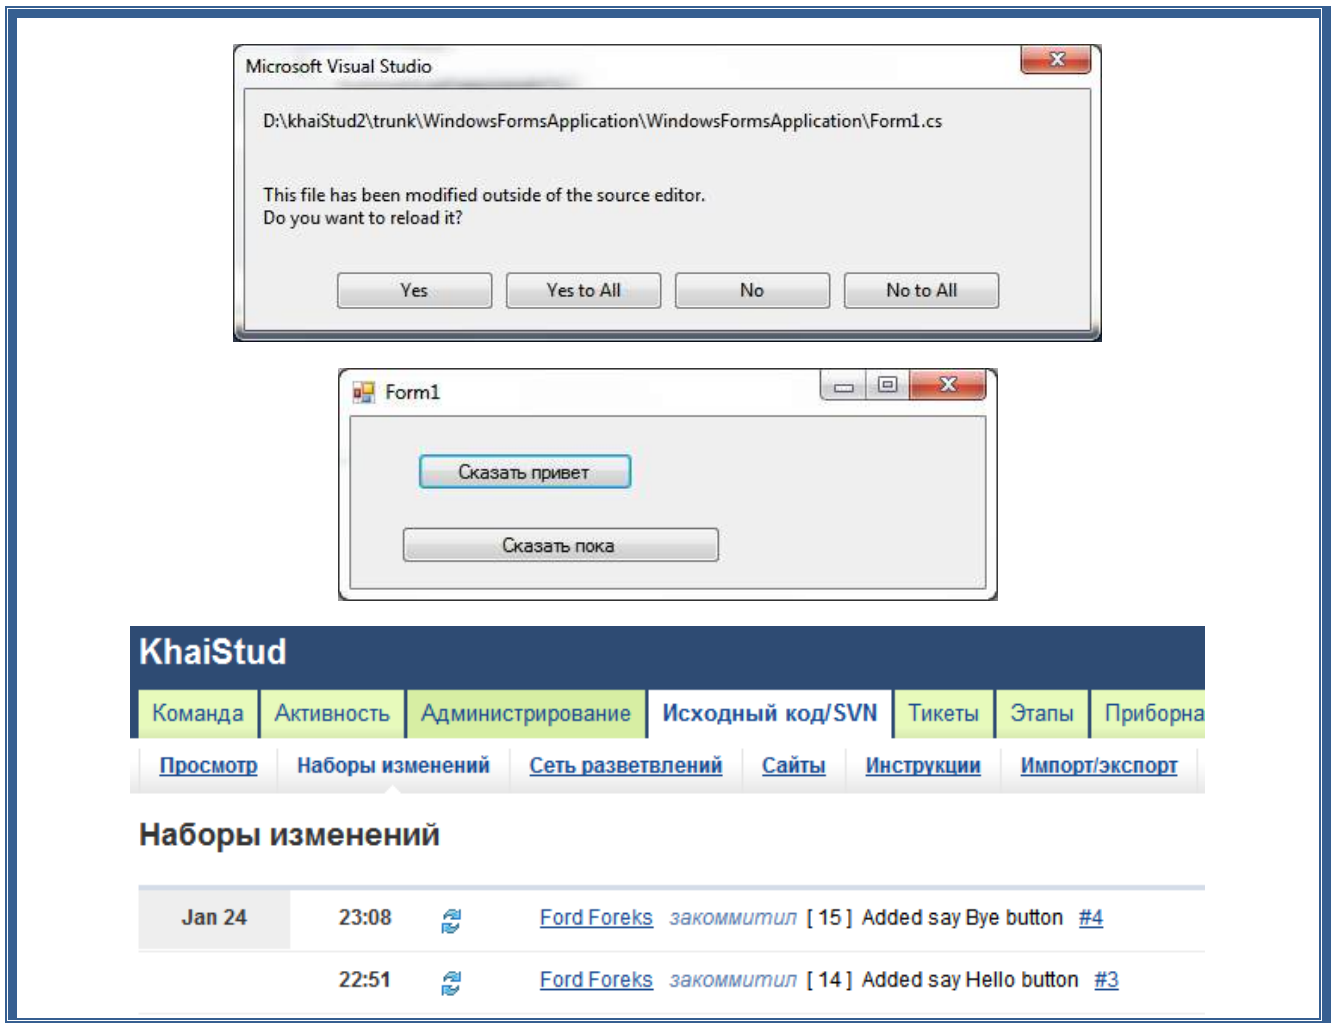 Microsoft Visual Studio
D:\khaiStud2\trunk\WindowsFormsApplication\WindowsFormsApplication\Form1.cs
This file has been modified outside of the source editor.
Do you want to reload it?
Yes Yes to All No No to All
Form1
Сказать привет
Сказать пока
KhaiStud
Команда Активность Администрирование Исходный код/SVN Тикеты Этапы Приборна
Просмотр Наборы изменений Сеть разветвлений Сайты Инструкции Импорт/экспорт
Наборы изменений
Jan 24 23:08 Ford Foreks закоммитил [ 15 ] Added say Bye button #4
22:51 Ford Foreks закоммитил [ 14 ] Added say Hello button #3